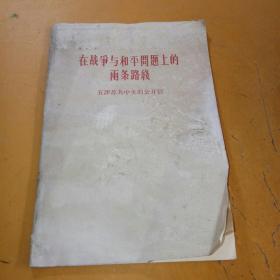 在战争与和平問題上的
兩条路綫
五評苏共中央的公开信